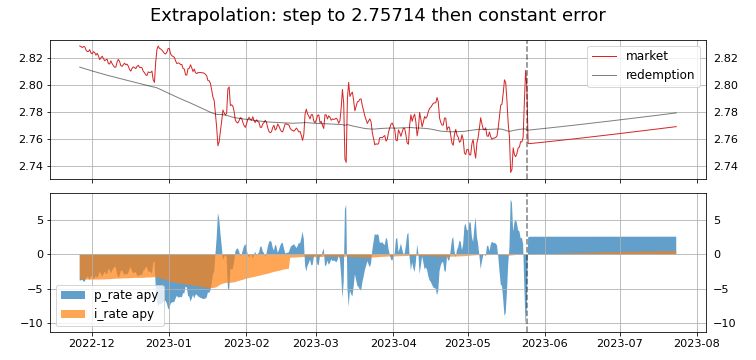 Extrapolation: step to 2.75714 then constant error
2.82 2.82
2.80 2.80
2.78 2.78
2.76 2.76
2.74 2.74
market
redemption
5 5
0 0
−5 −5
−10 −10
p_rate apy
i_rate apy
2022-12 2023-01 2023-02 2023-03 2023-04 2023-05 2023-06 2023-07 2023-08